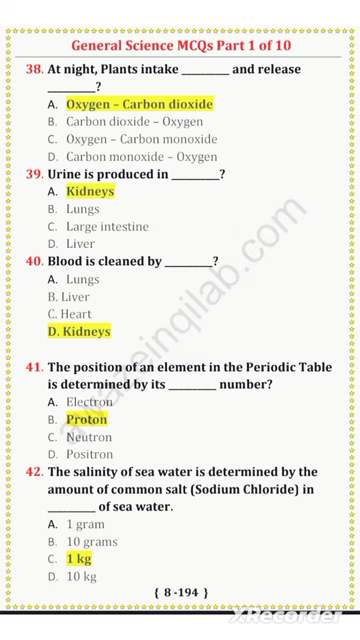 General Science MCQs Part 1 of 10
38. At night, Plants intake ________ and release
________?
A. Oxygen – Carbon dioxide
B. Carbon dioxide – Oxygen
C. Oxygen – Carbon monoxide
D. Carbon monoxide – Oxygen
39. Urine is produced in ________?
A. Kidneys
B. Lungs
C. Large intestine
D. Liver
40. Blood is cleaned by ________?
A. Lungs
B. Liver
C. Heart
D. Kidneys
41. The position of an element in the Periodic Table
is determined by its ________ number?
A. Electron
B. Proton
C. Neutron
D. Positron
42. The salinity of sea water is determined by the
amount of common salt (Sodium Chloride) in
________ of sea water.
A. 1 gram
B. 10 grams
C. 1 kg
D. 10 kg
{ 8 -194 }
XRecorder